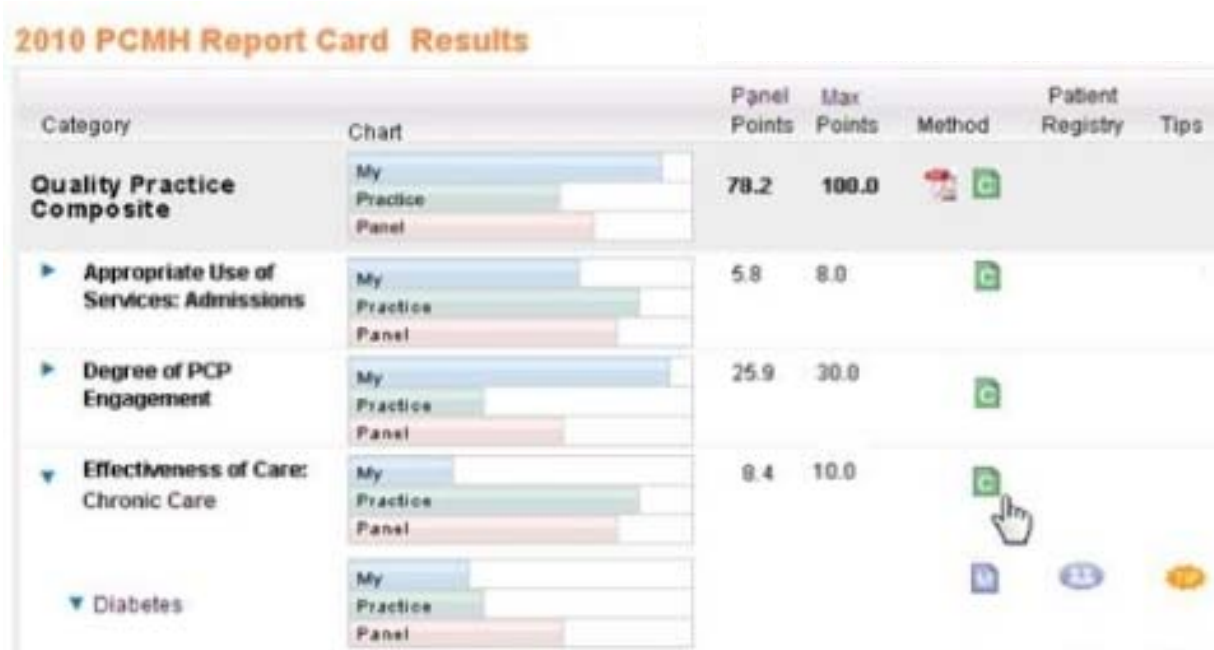 2010 PCMH Report Card Results
Category
Chart
Panel Points
Max Points
Method
Patient Registry
Tips
Quality Practice
Composite
My
Practice
Panel
78.2
100.0
Appropriate Use of
Services: Admissions
My
Practice
Panel
5.8
8.0
Degree of PCP
Engagement
My
Practice
Panel
25.9
30.0
Effectiveness of Care:
Chronic Care
My
Practice
Panel
8.4
10.0
Diabetes
My
Practice
Panel